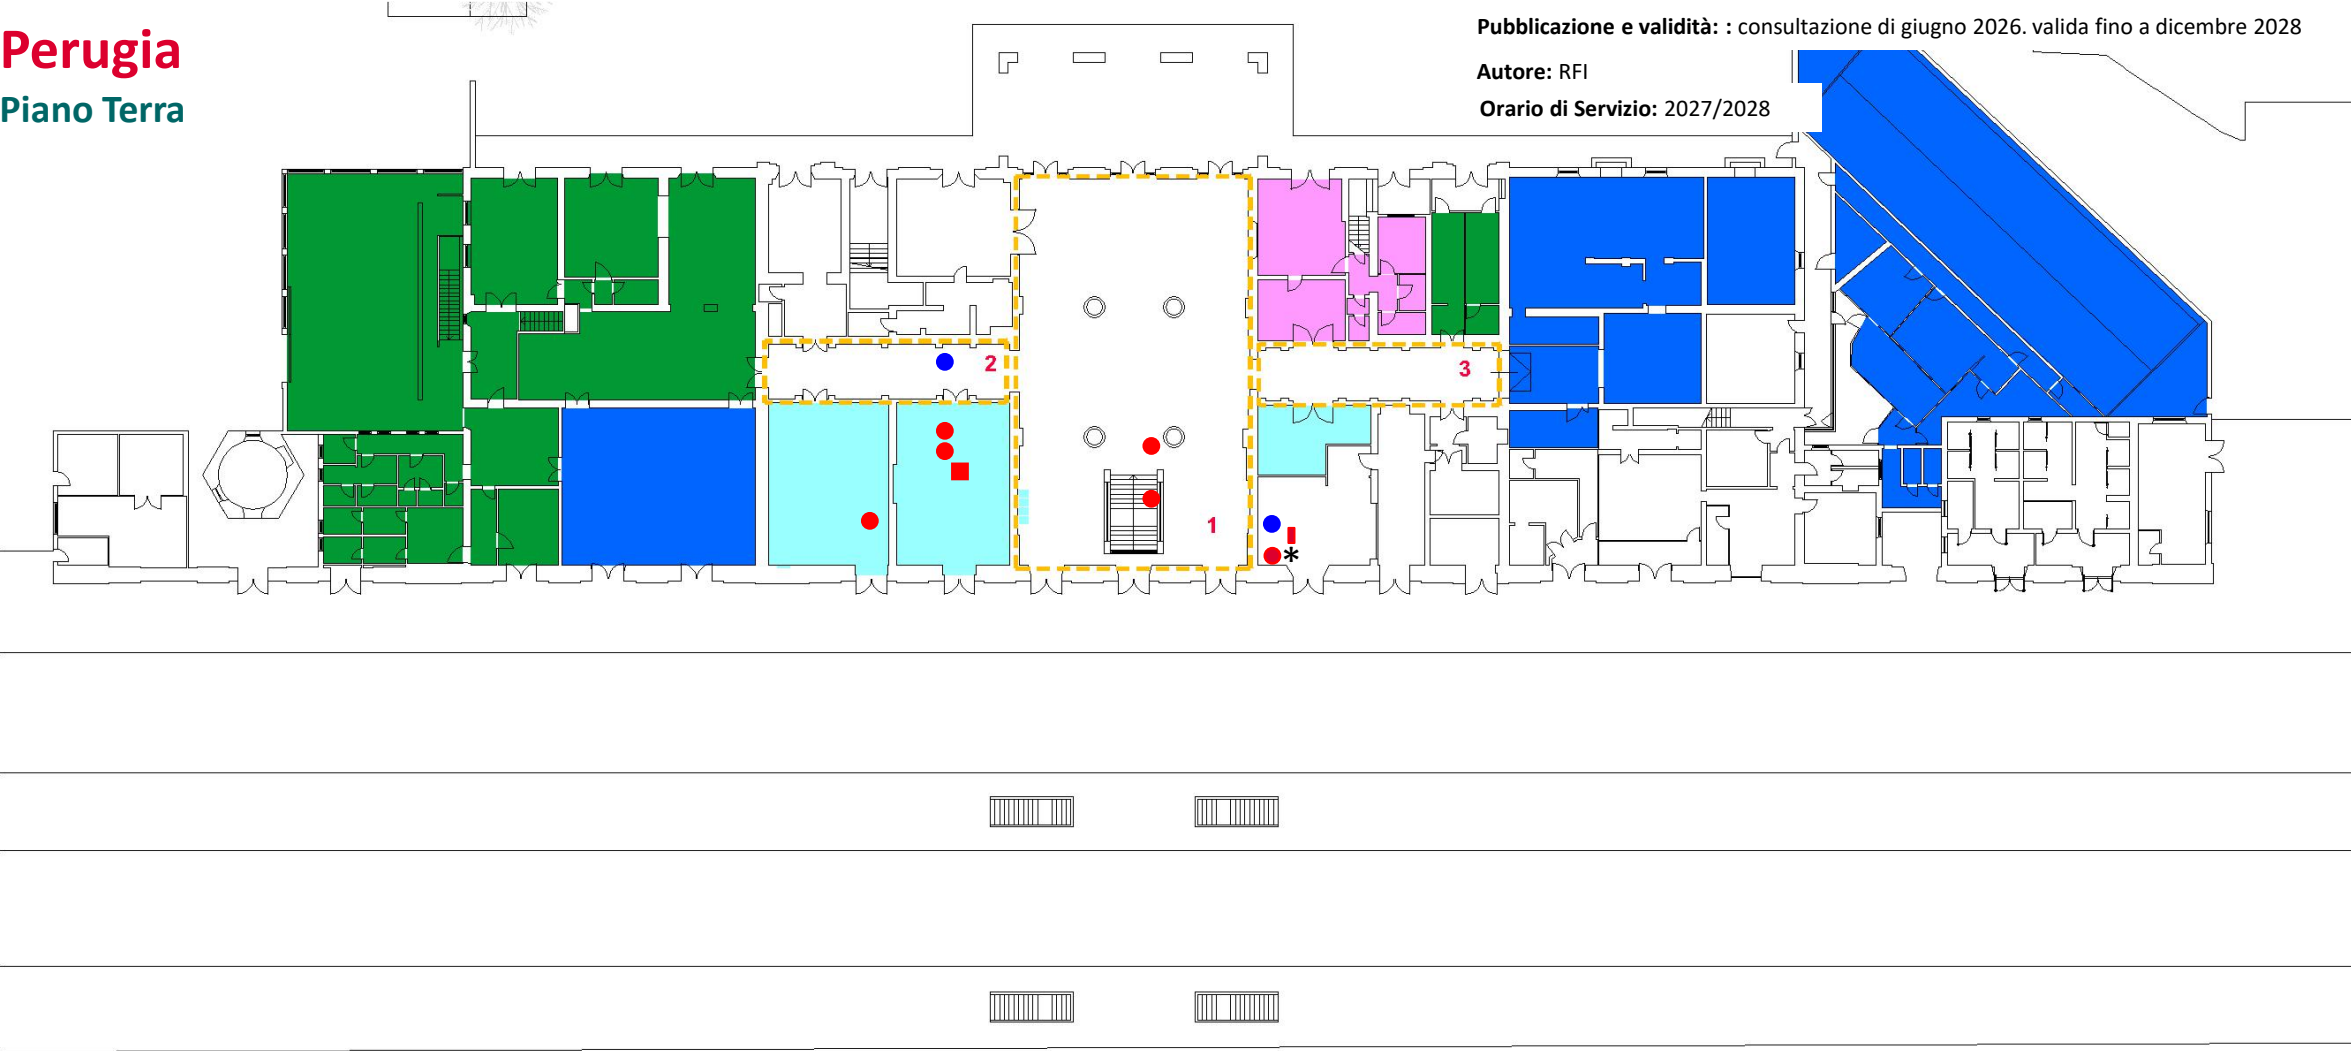 Perugia
Piano Terra
Pubblicazione e validità: : consultazione di giugno 2026. valida fino a dicembre 2028
Autore: RFI
Orario di Servizio: 2027/2028
2
3
1
*